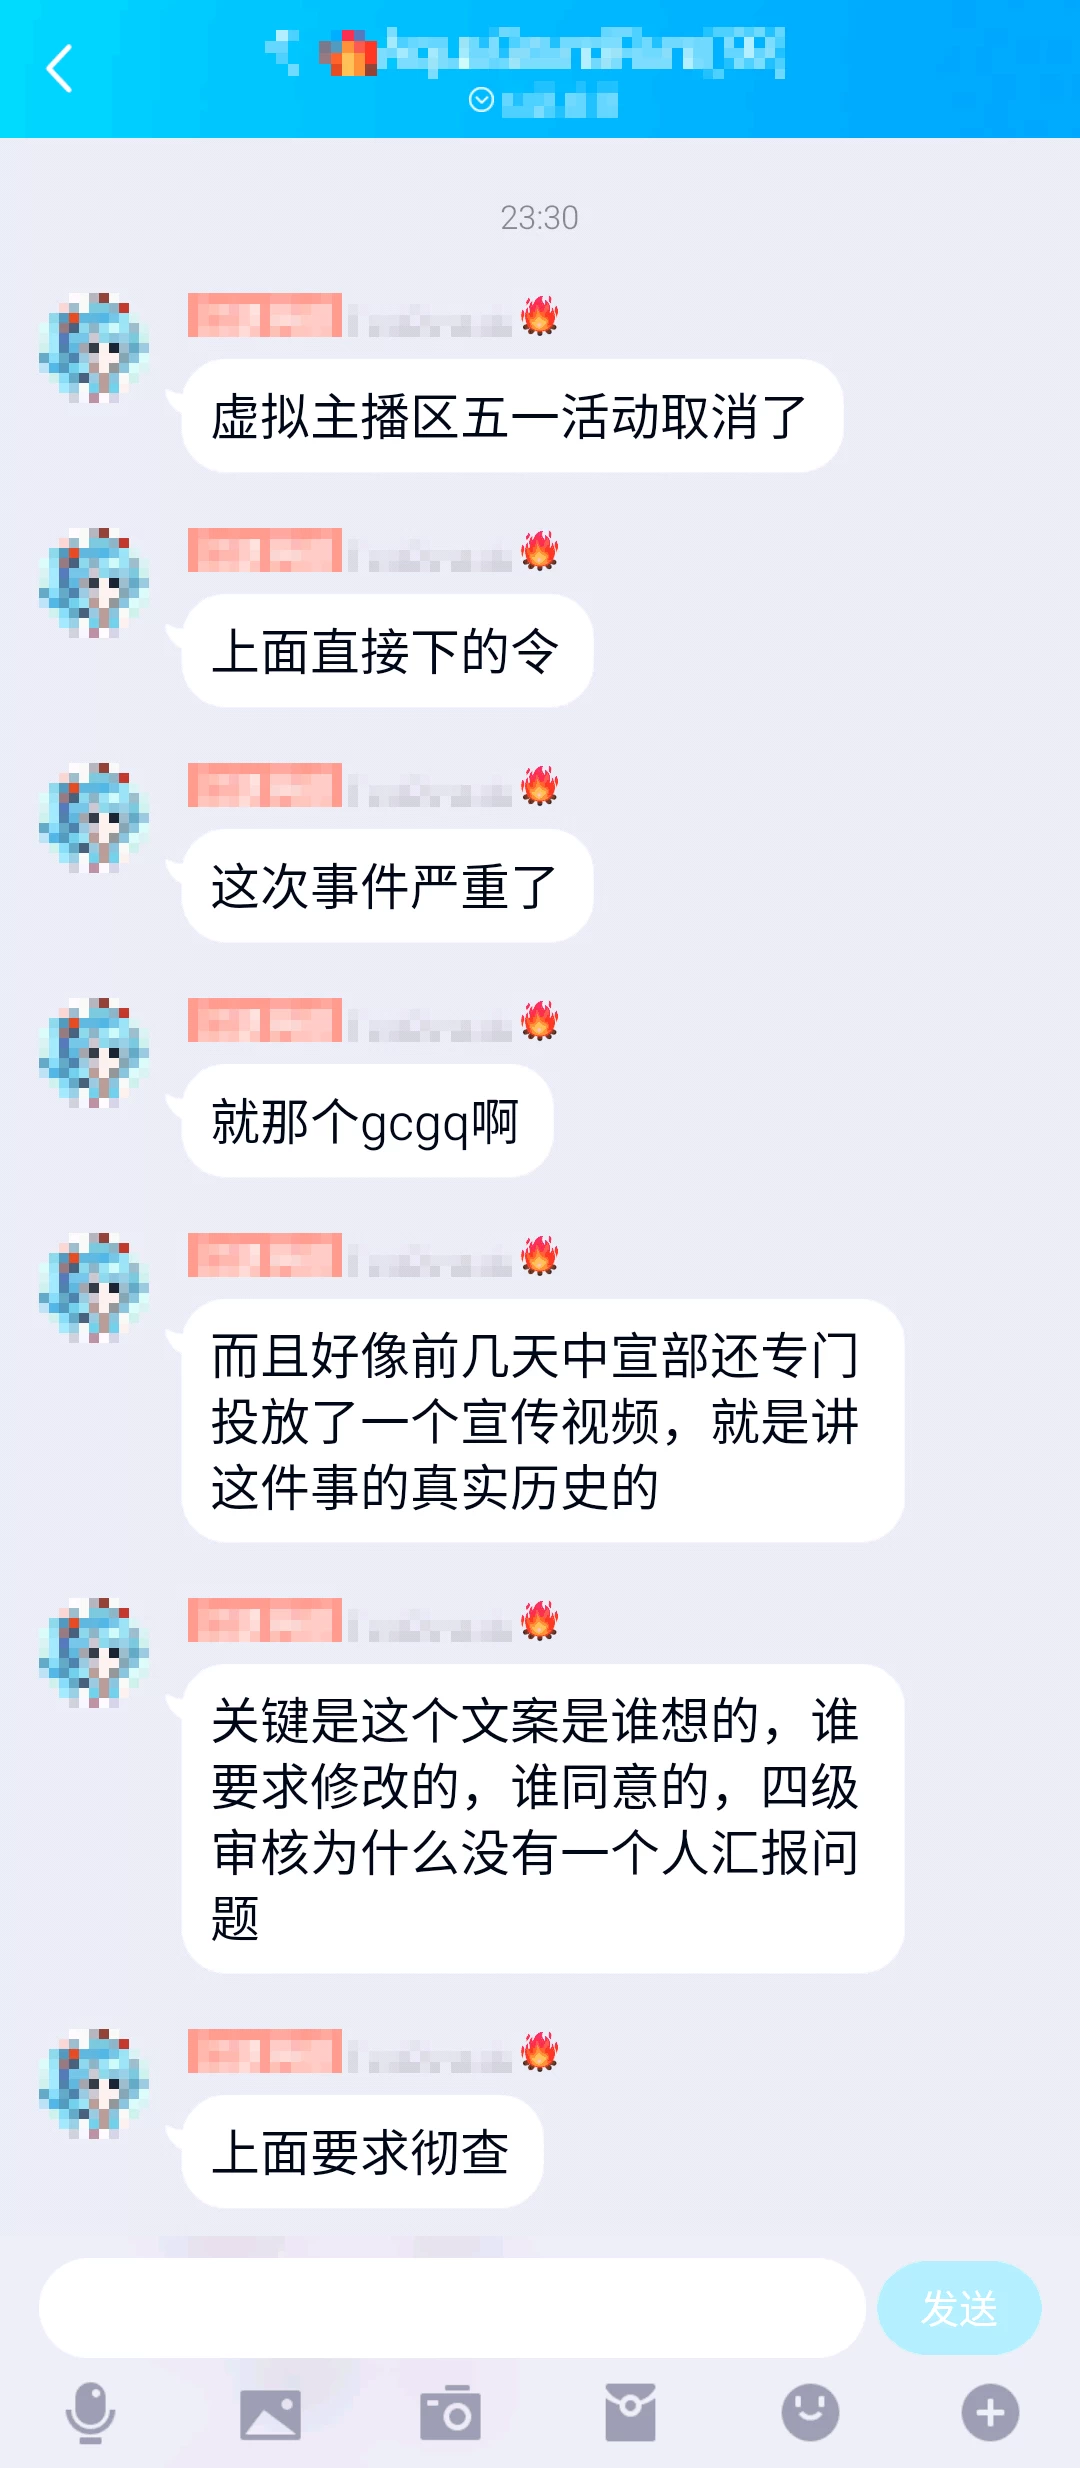 23:30
虚拟主播区五一活动取消了
上面直接下的令
这次事件严重了
就那个gcgq啊
而且好像前几天中宣部还专门
投放了一个宣传视频，就是讲
这件事的真实历史的
关键是这个文案是谁想的，谁
要求修改的，谁同意的，四级
审核为什么没有一个人汇报问
题
上面要求彻查
发送